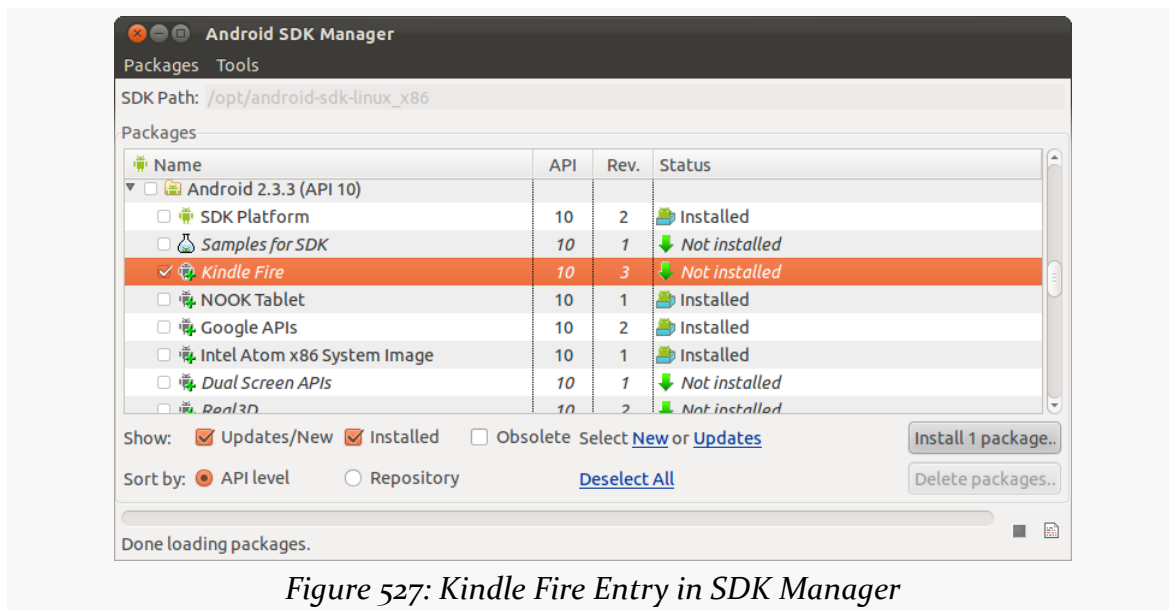 Android SDK Manager
Packages Tools
SDK Path: /opt/android-sdk-linux_x86
Packages
Name API Rev. Status
Android 2.3.3 (API 10)
SDK Platform 10 2 Installed
Samples for SDK 10 1 Not installed
Kindle Fire 10 3 Not installed
NOOK Tablet 10 1 Installed
Google APIs 10 2 Installed
Intel Atom x86 System Image 10 1 Installed
Dual Screen APIs 10 1 Not installed
Real3D 10 2 Not installed
Show: Updates/New Installed Obsolete Select New or Updates Install 1 package..
Sort by: API level Repository Deselect All Delete packages..
Done loading packages.
Figure 527: Kindle Fire Entry in SDK Manager